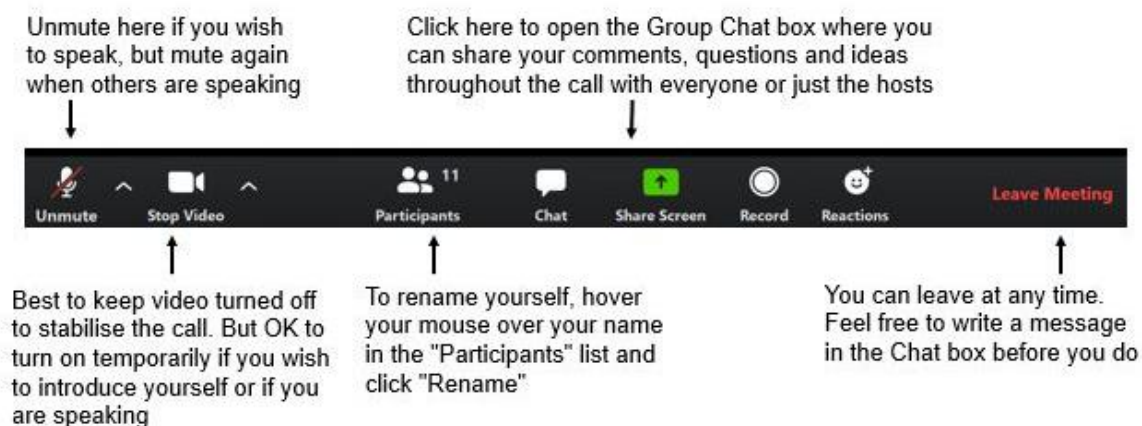 Unmute here if you wish
to speak, but mute again
when others are speaking
Click here to open the Group Chat box where you
can share your comments, questions and ideas
throughout the call with everyone or just the hosts
Unmute
Stop Video
11
Participants
Chat
Share Screen
Record
Reactions
Leave Meeting
Best to keep video turned off
to stabilise the call. But OK to
turn on temporarily if you wish
to introduce yourself or if you
are speaking
To rename yourself, hover
your mouse over your name
in the "Participants" list and
click "Rename"
You can leave at any time.
Feel free to write a message
in the Chat box before you do